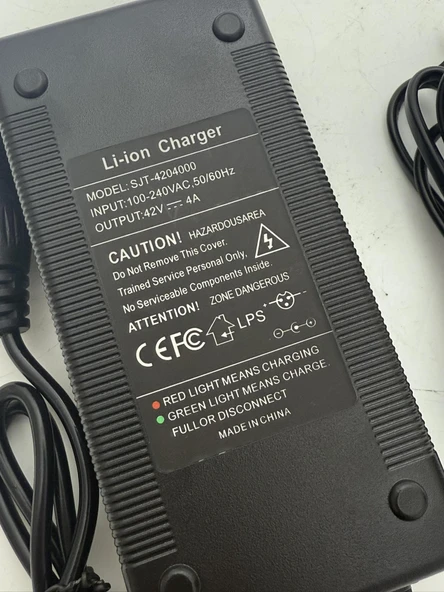 Li-ion Charger
MODEL: SJT-4204000
INPUT:100-240VAC,50/60Hz
OUTPUT:42V ⎓ 4A
CAUTION! HAZARDOUSAREA
Do Not Remove This Cover.
Trained Service Personal Only,
No Serviceable Components Inside.
ATTENTION! ZONE DANGEROUS
CE FC LPS
RED LIGHT MEANS CHARGING
GREEN LIGHT MEANS CHARGE
FULLOR DISCONNECT
MADE IN CHINA